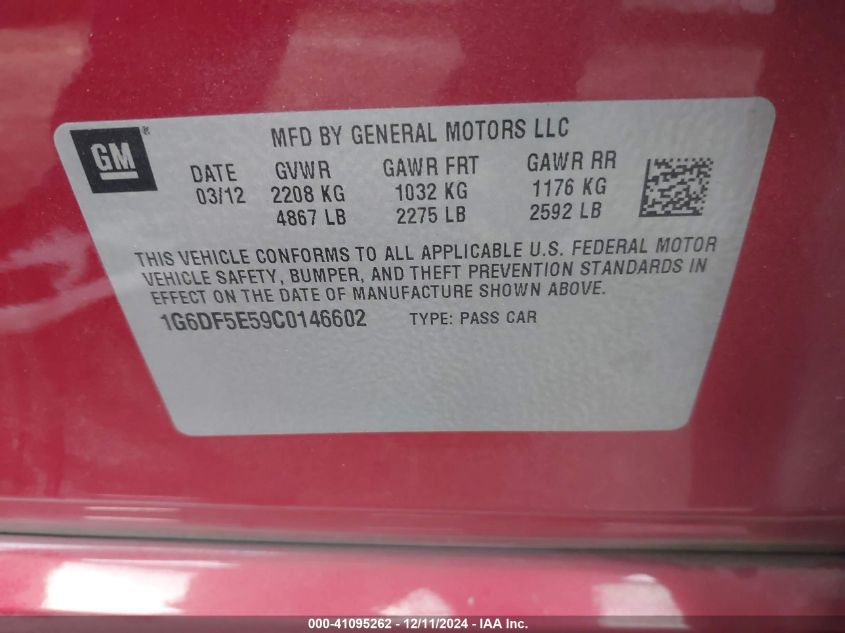 GM®
MFD BY GENERAL MOTORS LLC
DATE GVWR GAWR FRT GAWR RR
03/12 2208 KG 1032 KG 1176 KG
4867 LB 2275 LB 2592 LB
THIS VEHICLE CONFORMS TO ALL APPLICABLE U.S. FEDERAL MOTOR
VEHICLE SAFETY, BUMPER, AND THEFT PREVENTION STANDARDS IN
EFFECT ON THE DATE OF MANUFACTURE SHOWN ABOVE.
1G6DF5E59C0146602 TYPE: PASS CAR
000-41095262 - 12/11/2024 - IAA Inc.